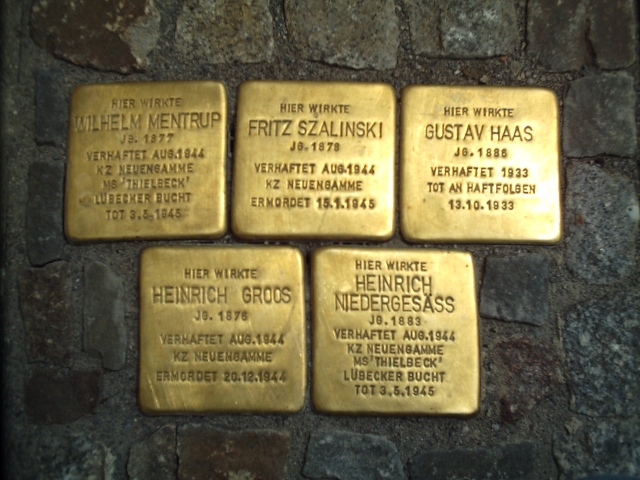 HIER WIRKTE
WILHELM MENTRUP
JG. 1877
VERHAFTET AUG.1944
KZ NEUENGAMME
MS 'THIELBECK'
LÜBECKER BUCHT
TOT 3.5.1945
HIER WIRKTE
FRITZ SZALINSKI
JG. 1878
VERHAFTET AUG.1944
KZ NEUENGAMME
ERMORDET 15.1.1945
HIER WIRKTE
GUSTAV HAAS
JG. 1886
VERHAFTET 1933
TOT AN HAFTFOLGEN
13.10.1933
HIER WIRKTE
HEINRICH GROOS
JG. 1876
VERHAFTET AUG.1944
KZ NEUENGAMME
ERMORDET 20.12.1944
HIER WIRKTE
HEINRICH
NIEDERGESÄSS
JG. 1883
VERHAFTET AUG.1944
KZ NEUENGAMME
MS'THIELBECK'
LÜBECKER BUCHT
TOT 3.5.1945